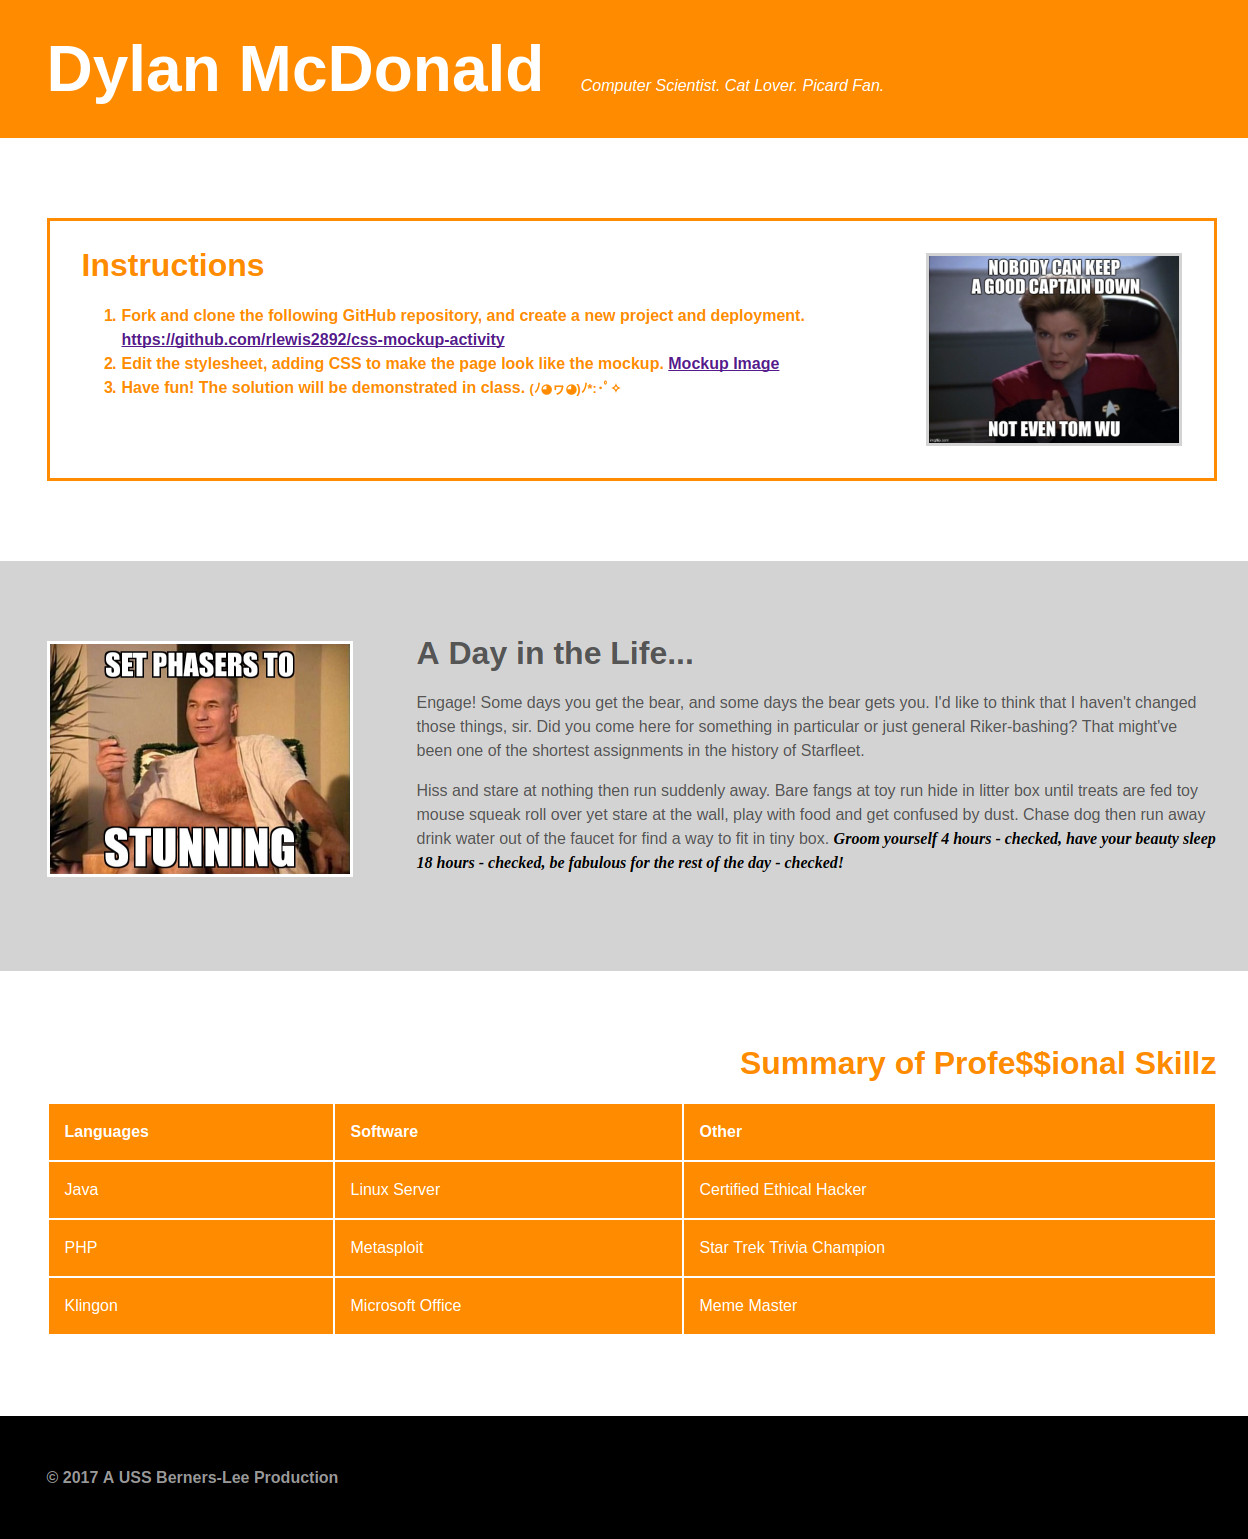 Dylan McDonald
Computer Scientist. Cat Lover. Picard Fan.
Instructions
1. Fork and clone the following GitHub repository, and create a new project and deployment.
https://github.com/rlewis2892/css-mockup-activity
2. Edit the stylesheet, adding CSS to make the page look like the mockup. Mockup Image
3. Have fun! The solution will be demonstrated in class. (ﾉ◕ヮ◕)ﾉ*:･ﾟ✧
NOBODY CAN KEEP
A GOOD CAPTAIN DOWN
NOT EVEN TOM WU
SET PHASERS TO
STUNNING
A Day in the Life...
Engage! Some days you get the bear, and some days the bear gets you. I'd like to think that I haven't changed
those things, sir. Did you come here for something in particular or just general Riker-bashing? That might've
been one of the shortest assignments in the history of Starfleet.
Hiss and stare at nothing then run suddenly away. Bare fangs at toy run hide in litter box until treats are fed toy
mouse squeak roll over yet stare at the wall, play with food and get confused by dust. Chase dog then run away
drink water out of the faucet for find a way to fit in tiny box. Groom yourself 4 hours - checked, have your beauty sleep
18 hours - checked, be fabulous for the rest of the day - checked!
Summary of Profe$$ional Skillz
Languages Software Other
Java Linux Server Certified Ethical Hacker
PHP Metasploit Star Trek Trivia Champion
Klingon Microsoft Office Meme Master
© 2017 A USS Berners-Lee Production